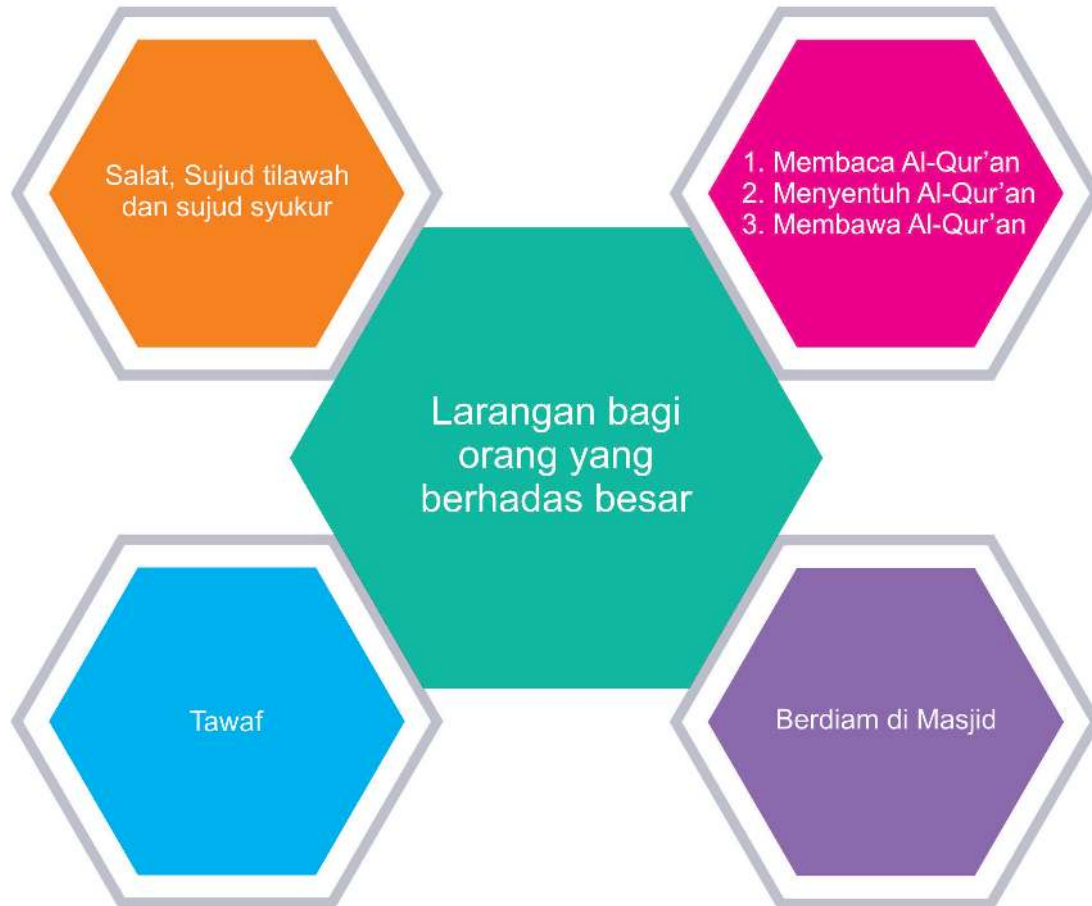 Salat, Sujud tilawah
dan sujud syukur
1. Membaca Al-Qur’an
2. Menyentuh Al-Qur’an
3. Membawa Al-Qur’an
Larangan bagi
orang yang
berhadas besar
Tawaf
Berdiam di Masjid